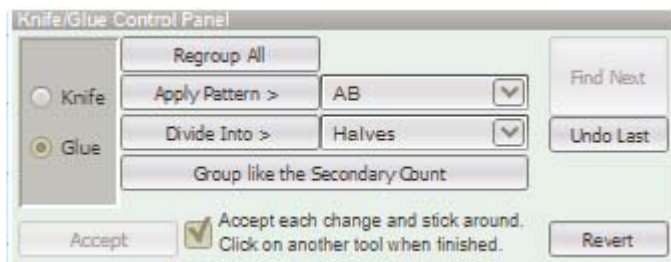 Knife/Glue Control Panel
Regroup All
Knife
Apply Pattern >
AB
Find Next
Glue
Divide Into >
Halves
Undo Last
Group like the Secondary Count
Accept
Accept each change and stick around.
Click on another tool when finished.
Revert